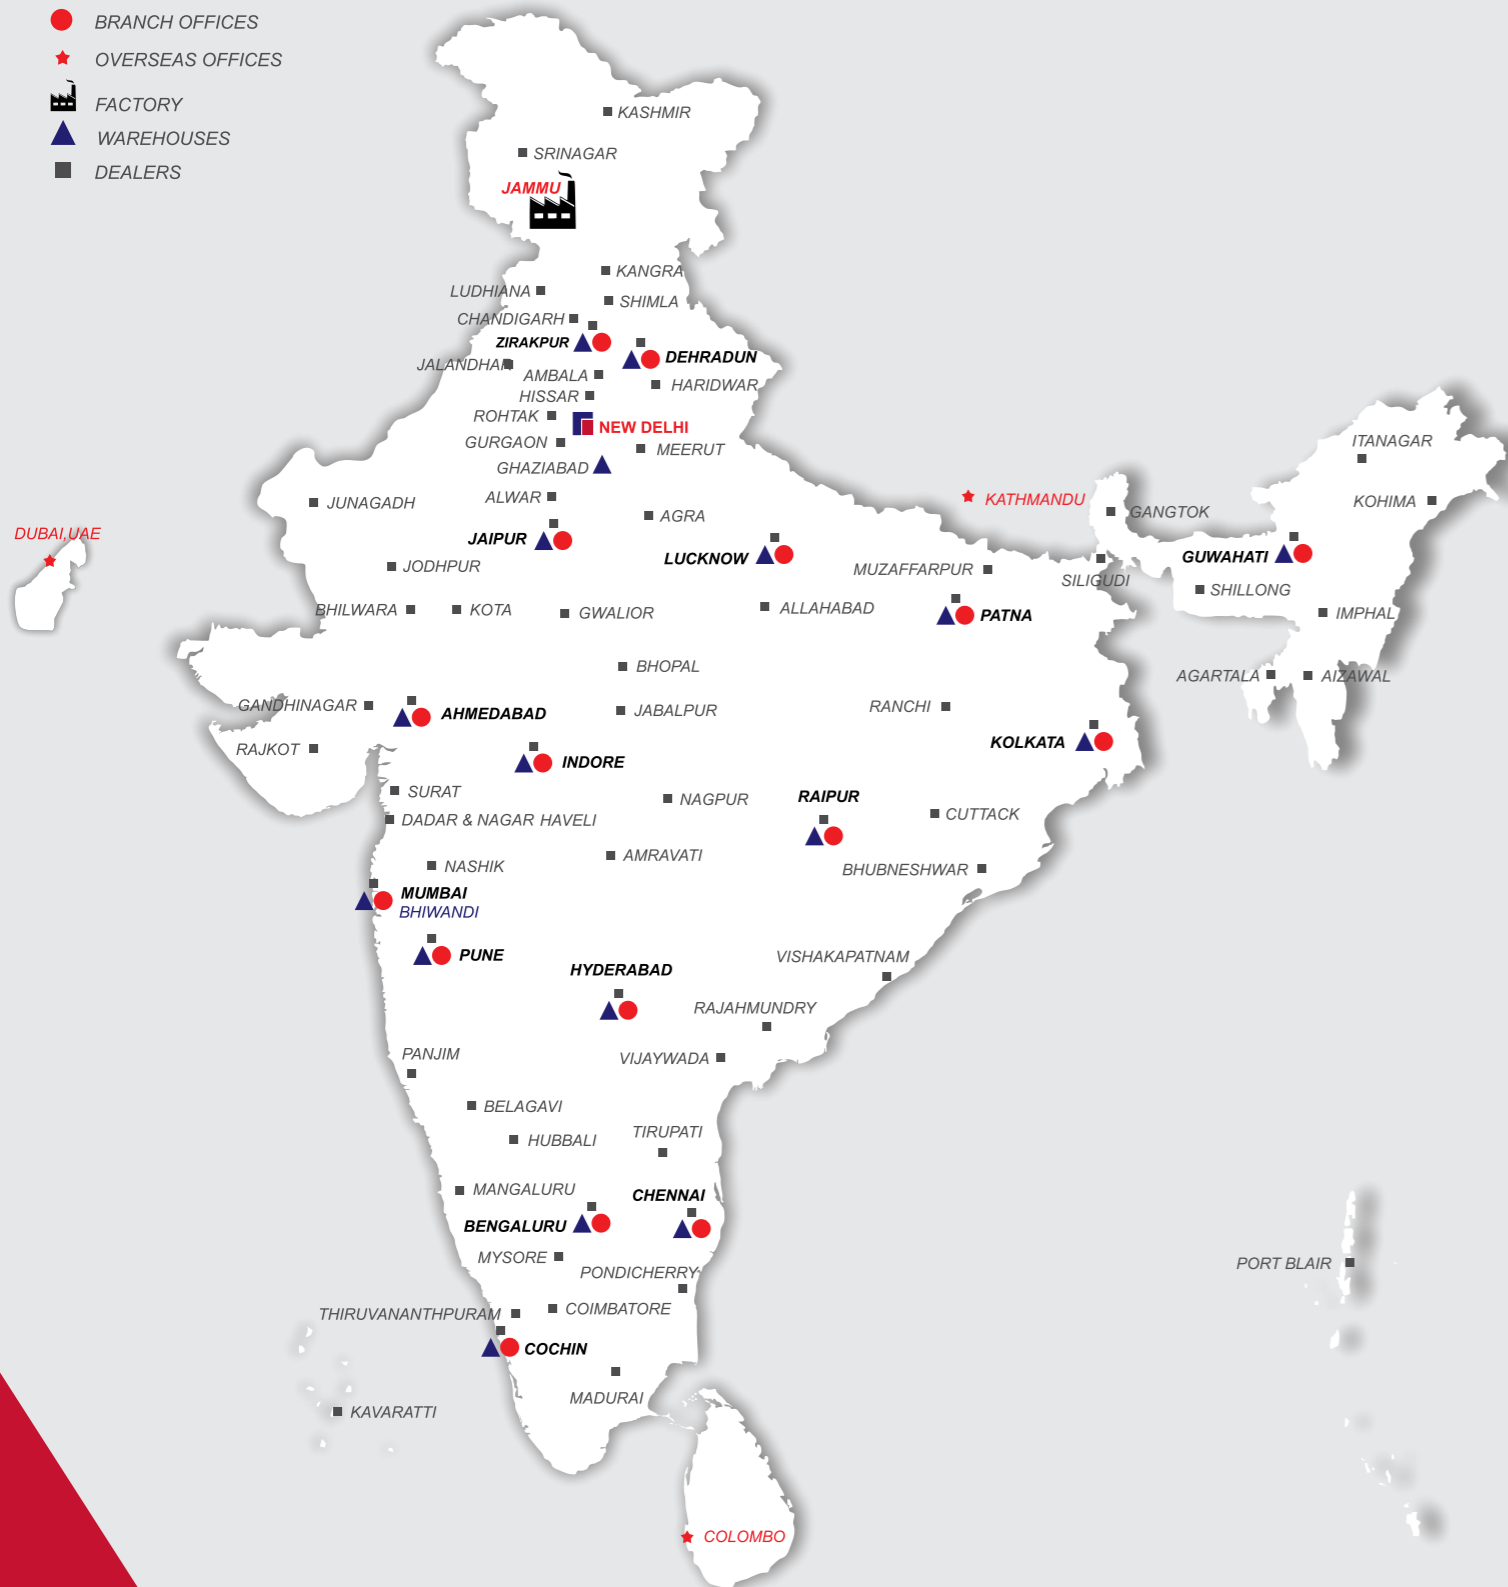 BRANCH OFFICES
OVERSEAS OFFICES
FACTORY
WAREHOUSES
DEALERS
KASHMIR
SRINAGAR
JAMMU
KANGRA
LUDHIANA
SHIMLA
CHANDIGARH
ZIRAKPUR
DEHRADUN
JALANDHAR
AMBALA
HARIDWAR
HISSAR
ROHTAK
NEW DELHI
GURGAON
MEERUT
GHAZIABAD
ITANAGAR
ALWAR
KATHMANDU
JUNAGADH
KOHIMA
GANGTOK
AGRA
DUBAI,UAE
JAIPUR
LUCKNOW
GUWAHATI
JODHPUR
MUZAFFARPUR
SILIGUDI
SHILLONG
BHILWARA
KOTA
GWALIOR
ALLAHABAD
PATNA
IMPHAL
BHOPAL
AGARTALA
AIZAWAL
GANDHINAGAR
AHMEDABAD
JABALPUR
RANCHI
KOLKATA
RAJKOT
INDORE
SURAT
NAGPUR
RAIPUR
DADAR & NAGAR HAVELI
CUTTACK
NASHIK
AMRAVATI
BHUBNESHWAR
MUMBAI
BHIWANDI
PUNE
VISHAKAPATNAM
HYDERABAD
RAJAHMUNDRY
PANJIM
VIJAYWADA
BELAGAVI
HUBBALI
TIRUPATI
MANGALURU
CHENNAI
BENGALURU
MYSORE
PORT BLAIR
PONDICHERRY
THIRUVANANTHPURAM
COIMBATORE
COCHIN
MADURAI
KAVARATTI
COLOMBO